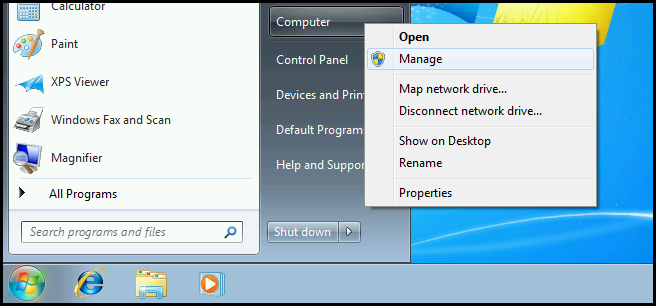 Calculator
Paint
XPS Viewer
Windows Fax and Scan
Magnifier
All Programs
Search programs and files
Computer
Control Panel
Devices and Prin
Default Program
Help and Suppor
Shut down
Open
Manage
Map network drive...
Disconnect network drive...
Show on Desktop
Rename
Properties